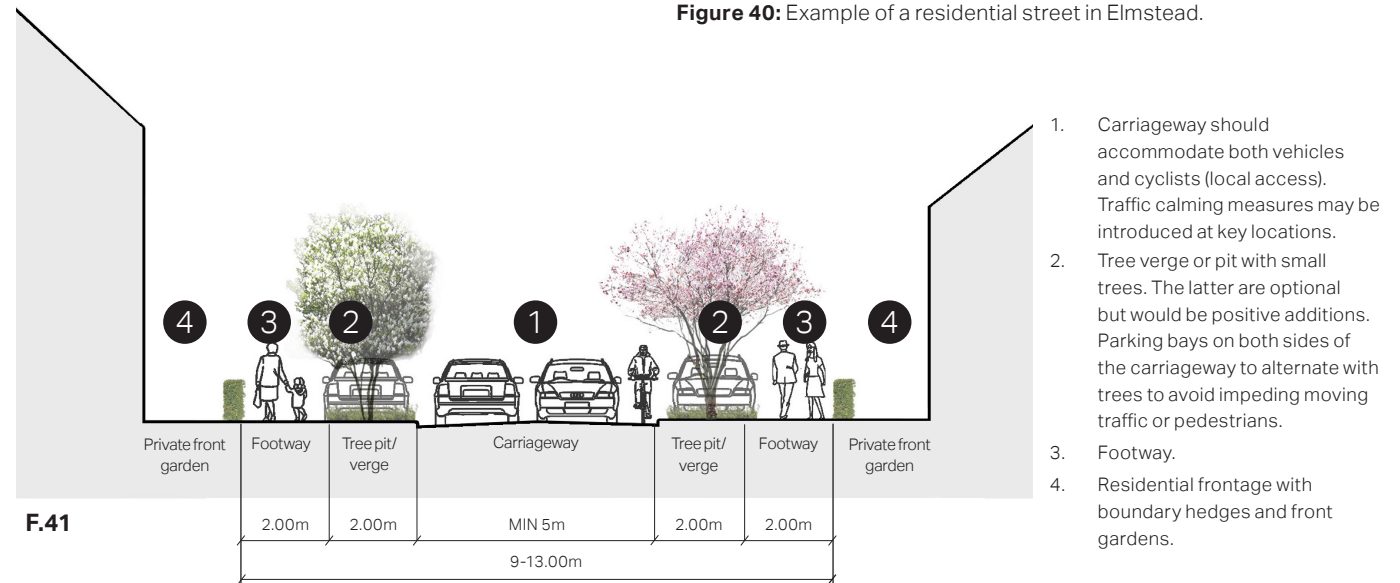 Figure 40: Example of a residential street in Elmstead.
4
3
2
1
2
3
4
Private front
garden
Footway
Tree pit/
verge
Carriageway
Tree pit/
verge
Footway
Private front
garden
F.41
2.00m
2.00m
MIN 5m
2.00m
2.00m
9-13.00m
1. Carriageway should
accommodate both vehicles
and cyclists (local access).
Traffic calming measures may be
introduced at key locations.
2. Tree verge or pit with small
trees. The latter are optional
but would be positive additions.
Parking bays on both sides of
the carriageway to alternate with
trees to avoid impeding moving
traffic or pedestrians.
3. Footway.
4. Residential frontage with
boundary hedges and front
gardens.